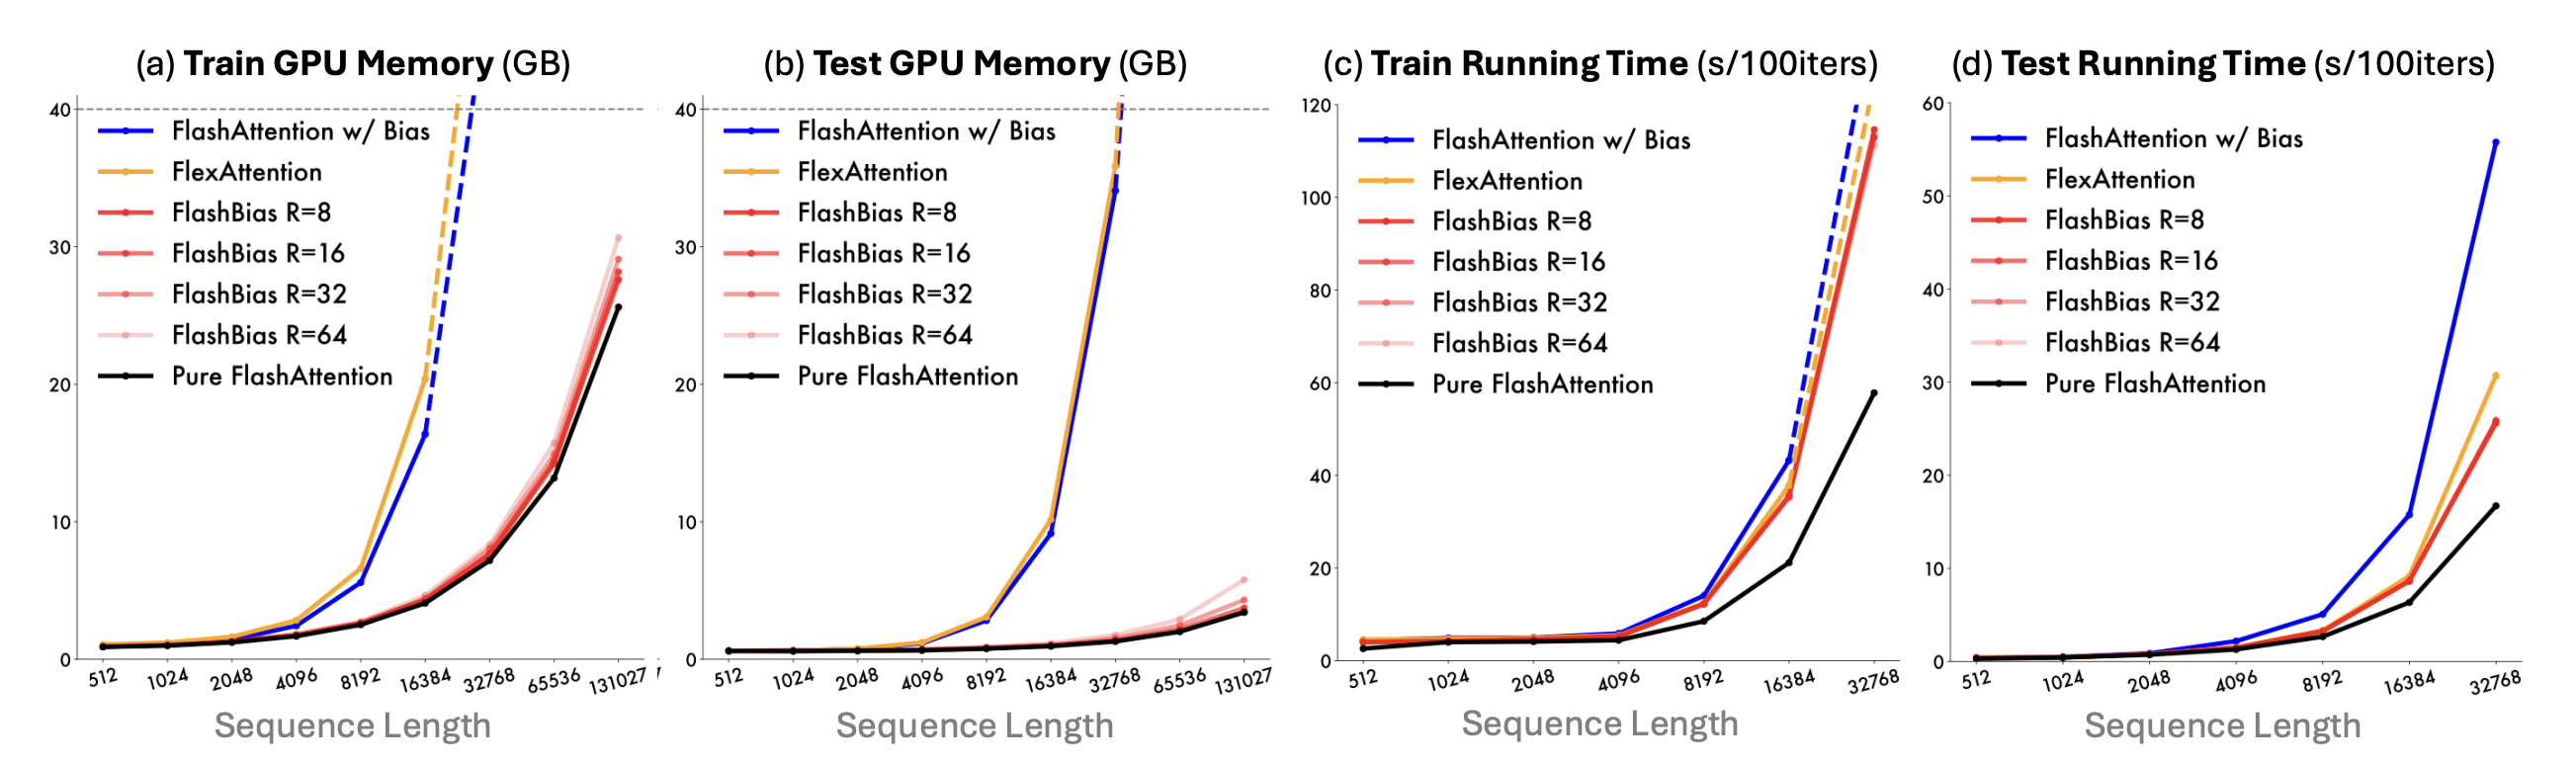 (a) Train GPU Memory (GB)
40
30
20
10
0
FlashAttention w/ Bias
FlexAttention
FlashBias R=8
FlashBias R=16
FlashBias R=32
FlashBias R=64
Pure FlashAttention
512 1024 2048 4096 8192 16384 32768 65536 131027
Sequence Length
(b) Test GPU Memory (GB)
40
30
20
10
0
FlashAttention w/ Bias
FlexAttention
FlashBias R=8
FlashBias R=16
FlashBias R=32
FlashBias R=64
Pure FlashAttention
512 1024 2048 4096 8192 16384 32768 65536 131027
Sequence Length
(c) Train Running Time (s/100iters)
120
100
80
60
40
20
0
FlashAttention w/ Bias
FlexAttention
FlashBias R=8
FlashBias R=16
FlashBias R=32
FlashBias R=64
Pure FlashAttention
512 1024 2048 4096 8192 16384 32768
Sequence Length
(d) Test Running Time (s/100iters)
60
50
40
30
20
10
0
FlashAttention w/ Bias
FlexAttention
FlashBias R=8
FlashBias R=16
FlashBias R=32
FlashBias R=64
Pure FlashAttention
512 1024 2048 4096 8192 16384 32768
Sequence Length